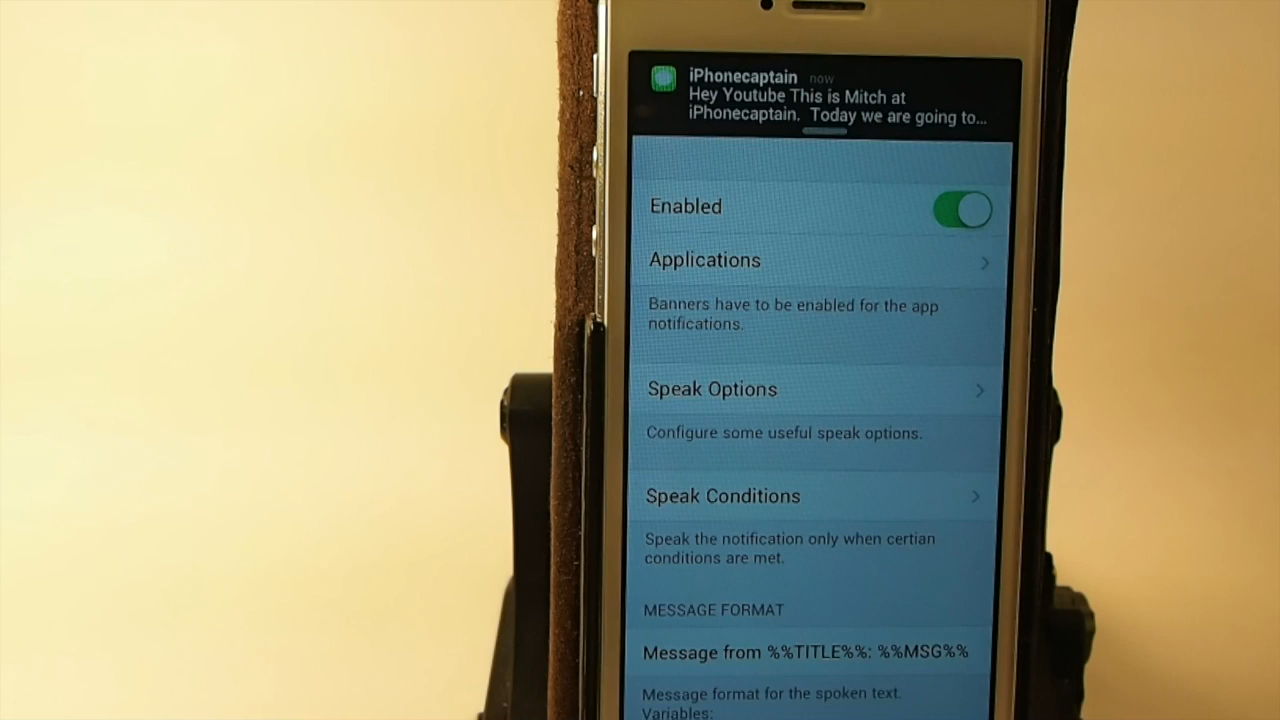 iPhonecaptain now
Hey Youtube This is Mitch at
iPhonecaptain. Today we are going to...
Enabled
Applications
Banners have to be enabled for the app
notifications.
Speak Options
Configure some useful speak options.
Speak Conditions
Speak the notification only when certian
conditions are met.
MESSAGE FORMAT
Message from %%TITLE%%: %%MSG%%
Message format for the spoken text.
Variables: